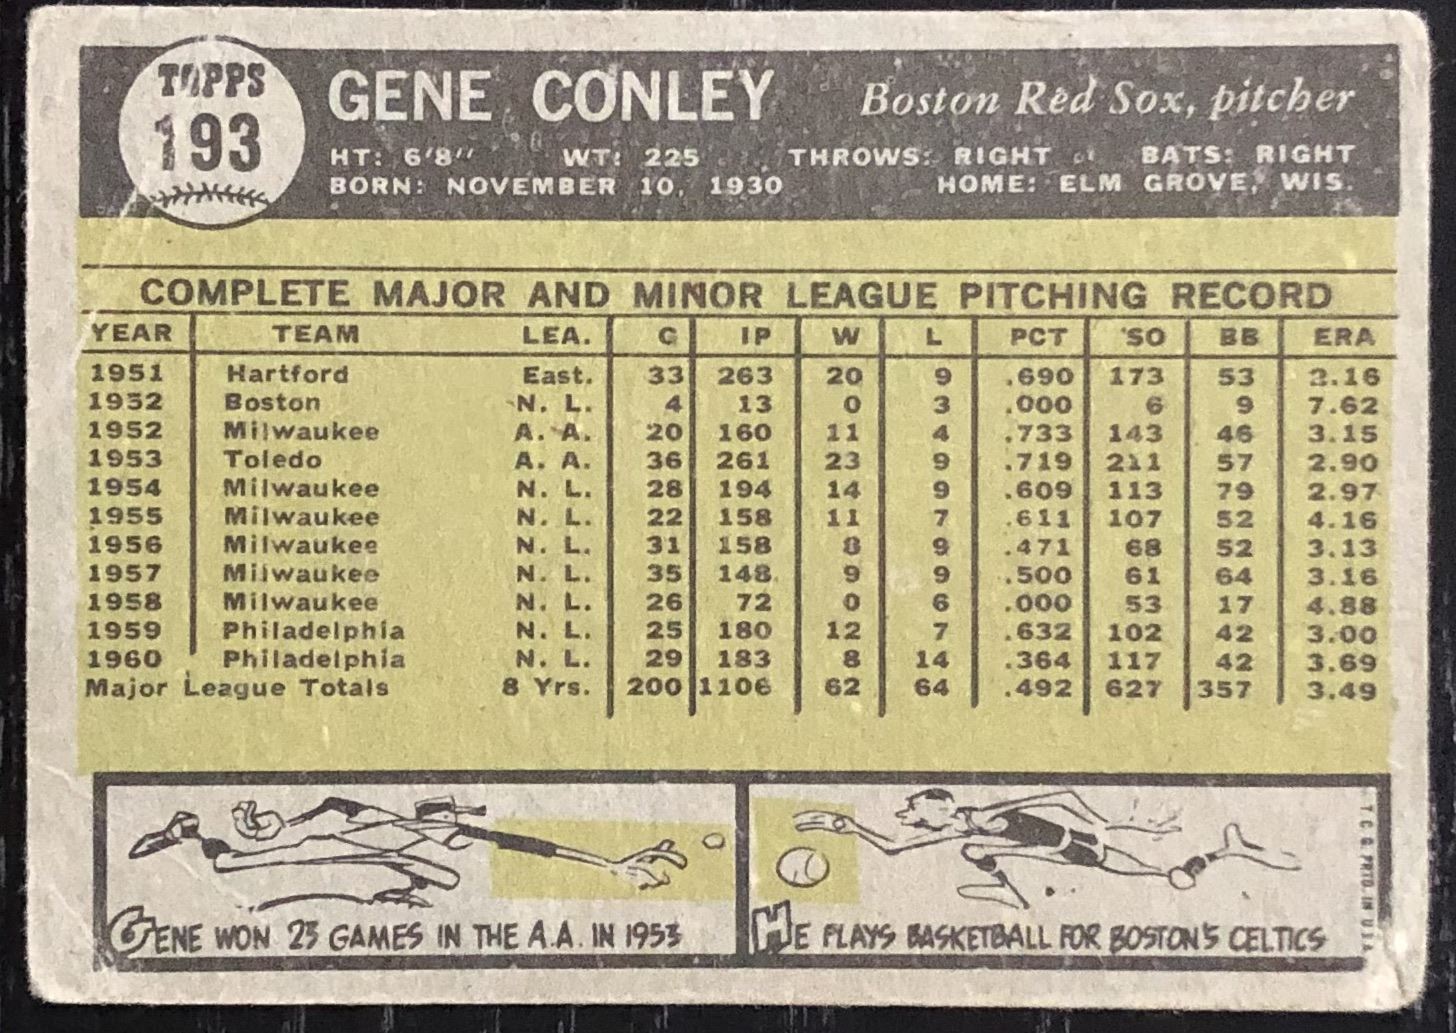 TOPPS
193
GENE CONLEY Boston Red Sox, pitcher
HT: 6'8" WT: 225 THROWS: RIGHT BATS: RIGHT
BORN: NOVEMBER 10, 1930 HOME: ELM GROVE, WIS.
COMPLETE MAJOR AND MINOR LEAGUE PITCHING RECORD
YEAR TEAM LEA. G IP W L PCT SO BB ERA
1951 Hartford East. 33 263 20 9 .690 173 53 2.16
1952 Boston N. L. 4 13 0 3 .000 6 9 7.62
1952 Milwaukee A. A. 20 160 11 4 .733 143 46 3.15
1953 Toledo A. A. 36 261 23 9 .719 211 57 2.90
1954 Milwaukee N. L. 28 194 14 9 .609 113 79 2.97
1955 Milwaukee N. L. 22 158 11 7 .611 107 52 4.16
1956 Milwaukee N. L. 31 158 8 9 .471 68 52 3.13
1957 Milwaukee N. L. 35 148 9 9 .500 61 64 3.16
1958 Milwaukee N. L. 26 72 0 6 .000 53 17 4.88
1959 Philadelphia N. L. 25 180 12 7 .632 102 42 3.00
1960 Philadelphia N. L. 29 183 8 14 .364 117 42 3.69
Major League Totals 8 Yrs. 200 1106 62 64 .492 627 357 3.49
GENE WON 23 GAMES IN THE A.A. IN 1953
HE PLAYS BASKETBALL FOR BOSTON'S CELTICS
T.C.G. PRTD. IN U.S.A.